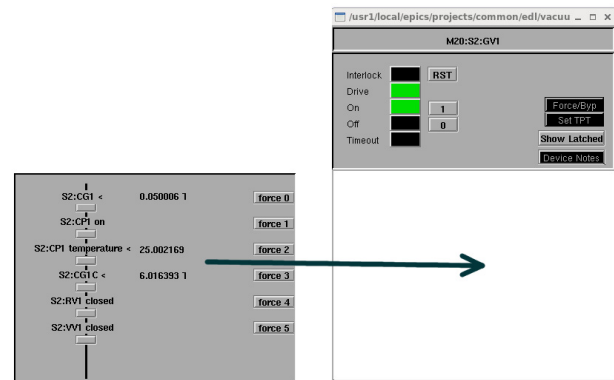 /usr1/local/epics/projects/common/edl/vacuu
M20:S2:GV1
Interlock RST
Drive
On 1 Force/Byp
Off 0 Set TPT
Timeout Show Latched
Device Notes
S2:CG1 < 0.050006 T force 0
S2:CP1 on force 1
S2:CP1 temperature < 25.002169 force 2
S2:CG1C < 6.016393 T force 3
S2:RV1 closed force 4
S2:VV1 closed force 5